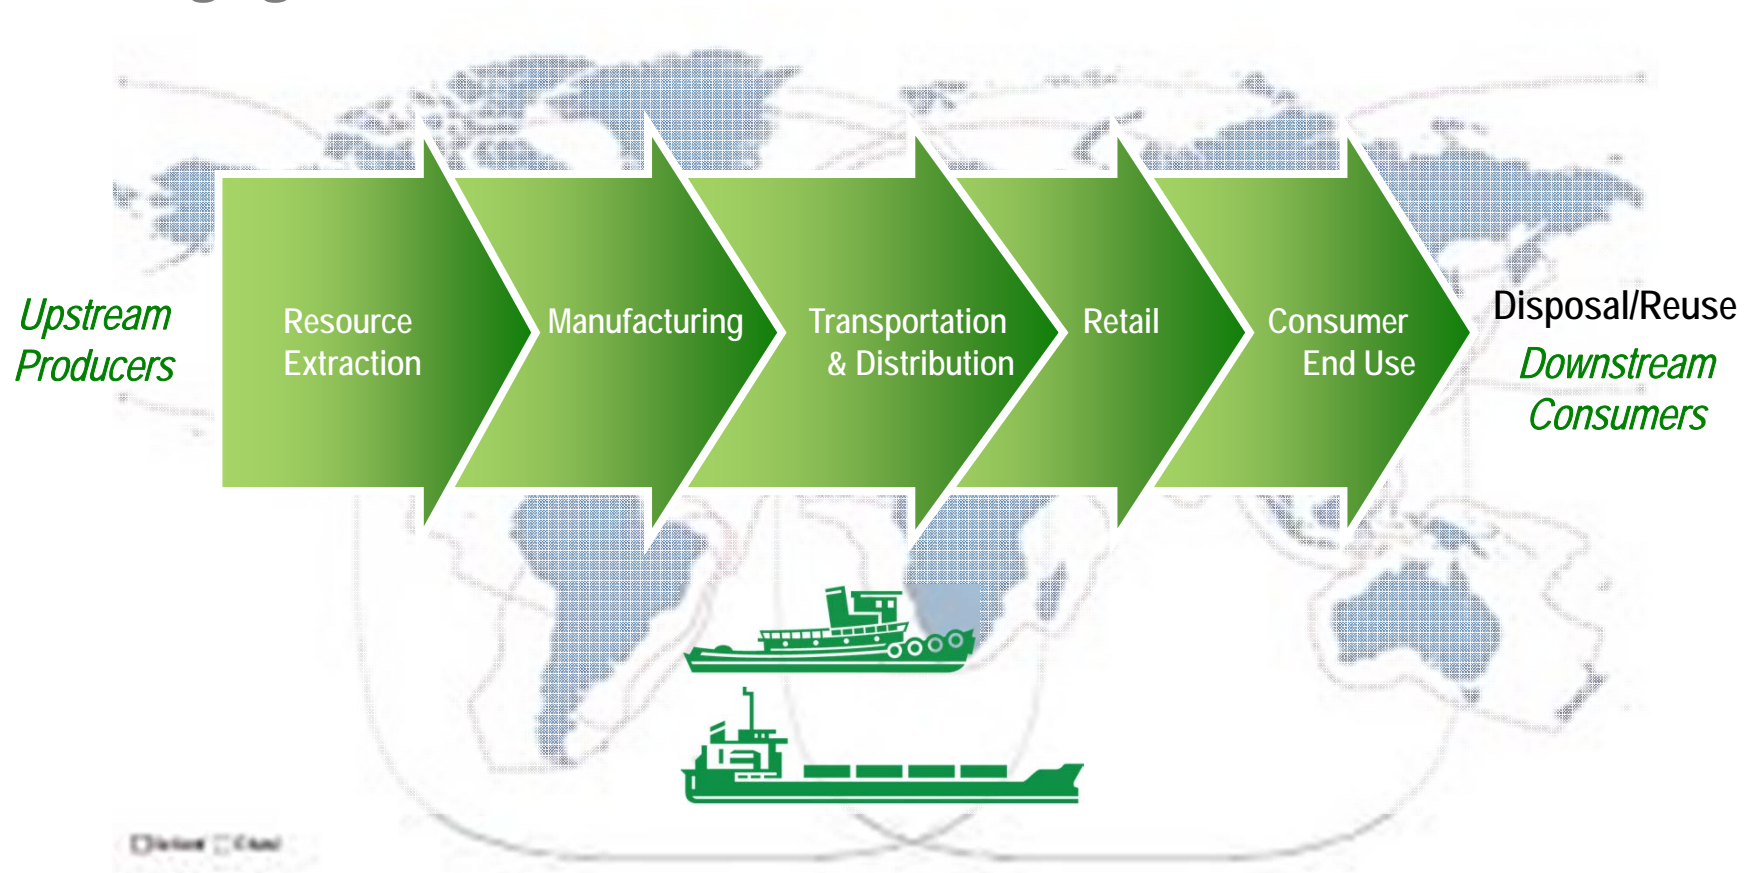 Upstream
Producers
Resource
Extraction
Manufacturing
Transportation
& Distribution
Retail
Consumer
End Use
Disposal/Reuse
Downstream
Consumers